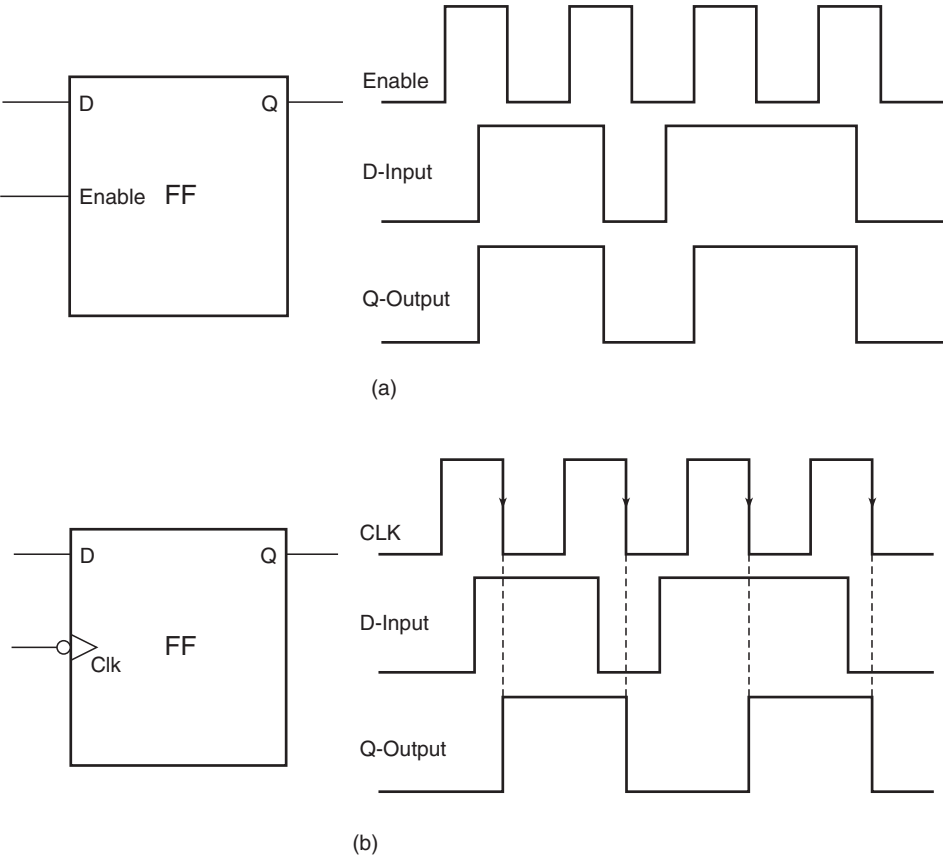 D
Q
Enable FF
Enable
D-Input
Q-Output
(a)
D
Q
FF
Clk
CLK
D-Input
Q-Output
(b)